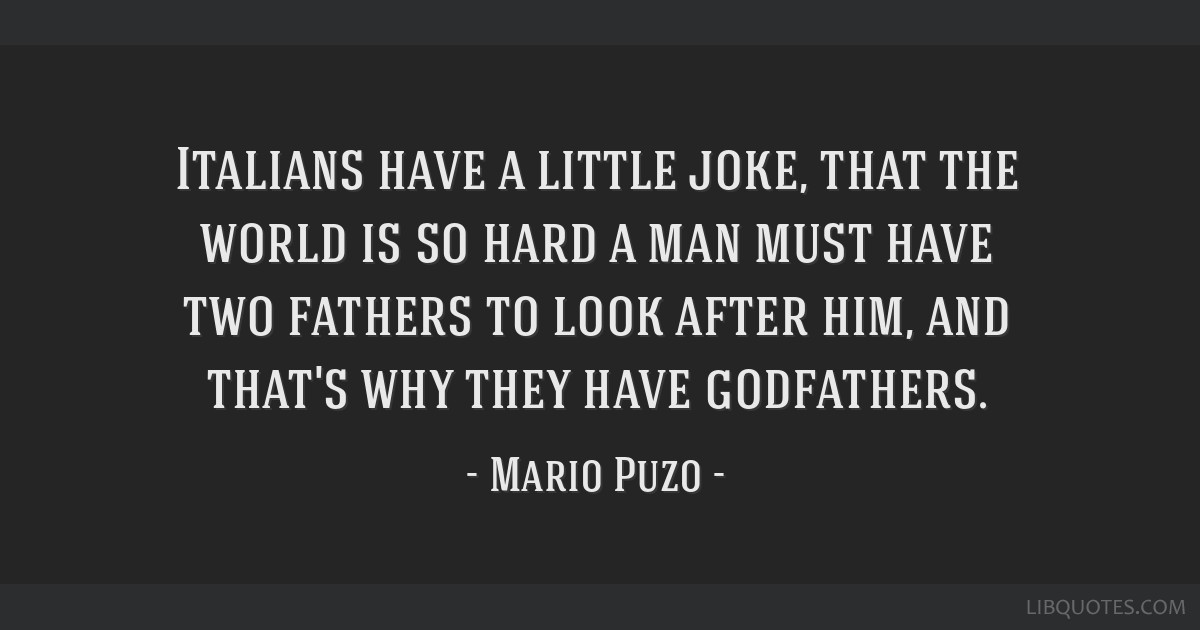 Italians have a little joke, that the
world is so hard a man must have
two fathers to look after him, and
that's why they have godfathers.
- Mario Puzo -
LIBQUOTES.COM